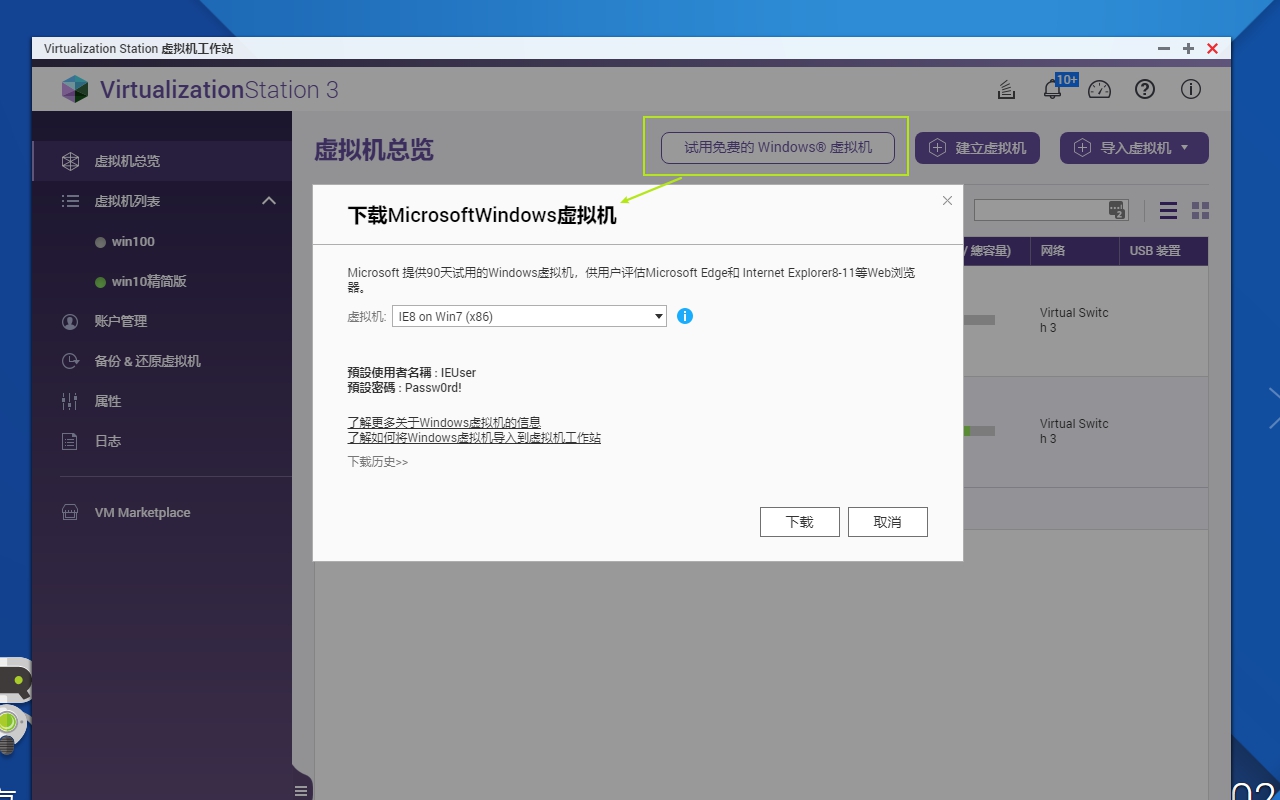 Virtualization Station 虚拟机工作站
VirtualizationStation 3
10+
虚拟机总览
虚拟机列表
win100
win10精简版
账户管理
备份 & 还原虚拟机
属性
日志
VM Marketplace
虚拟机总览
试用免费的 Windows® 虚拟机
建立虚拟机
导入虚拟机
2
/ 總容量)
网络
USB 装置
Virtual Switc
h 3
Virtual Switc
h 3
下载MicrosoftWindows虚拟机
Microsoft 提供90天试用的Windows虚拟机，供用户评估Microsoft Edge和 Internet Explorer8-11等Web浏览
器。
虚拟机: IE8 on Win7 (x86)
預設使用者名稱 : IEUser
預設密碼 : Passw0rd!
了解更多关于Windows虚拟机的信息
了解如何将Windows虚拟机导入到虚拟机工作站
下载历史>>
下载
取消
02